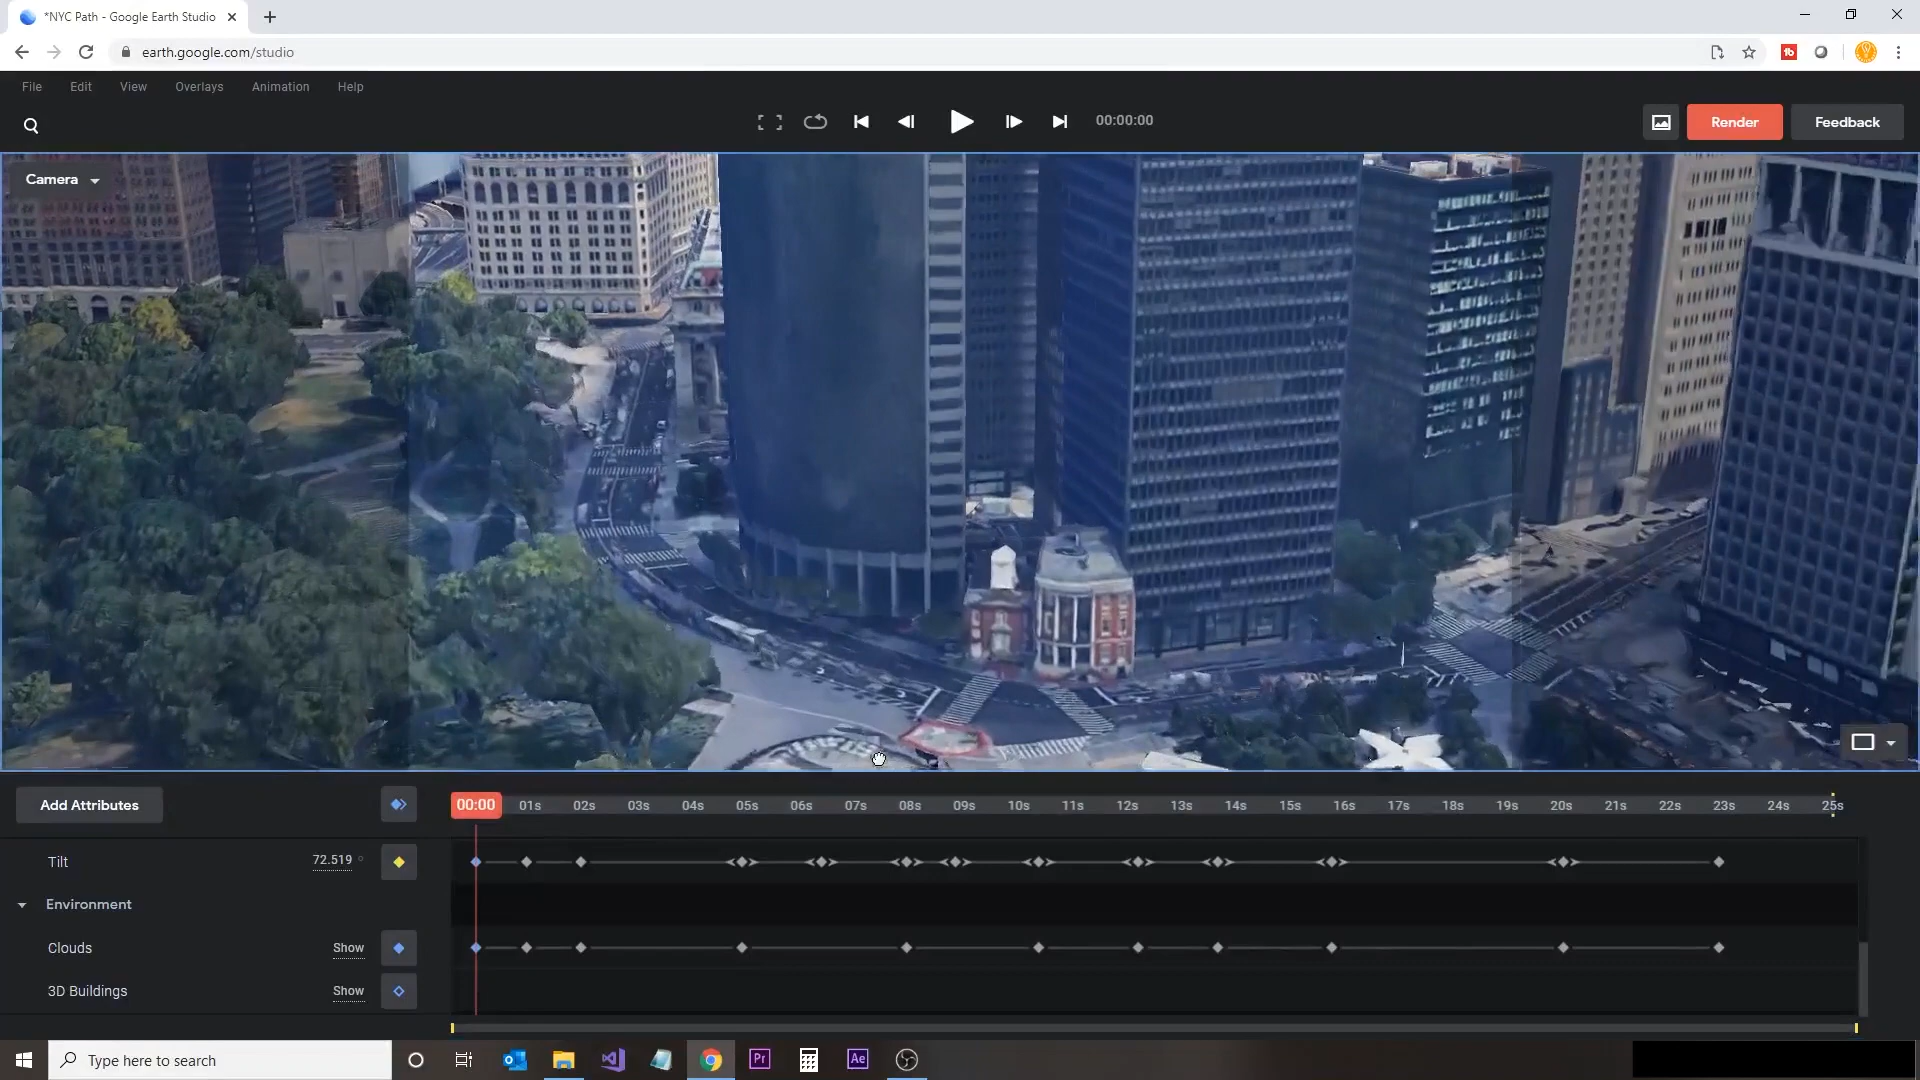 *NYC Path - Google Earth Studio
earth.google.com/studio
File Edit View Overlays Animation Help
00:00:00
Render
Feedback
Camera
Add Attributes
00:00 01s 02s 03s 04s 05s 06s 07s 08s 09s 10s 11s 12s 13s 14s 15s 16s 17s 18s 19s 20s 21s 22s 23s 24s 25s
Tilt 72.519 °
Environment
Clouds Show
3D Buildings Show
Type here to search
Pr
Ae